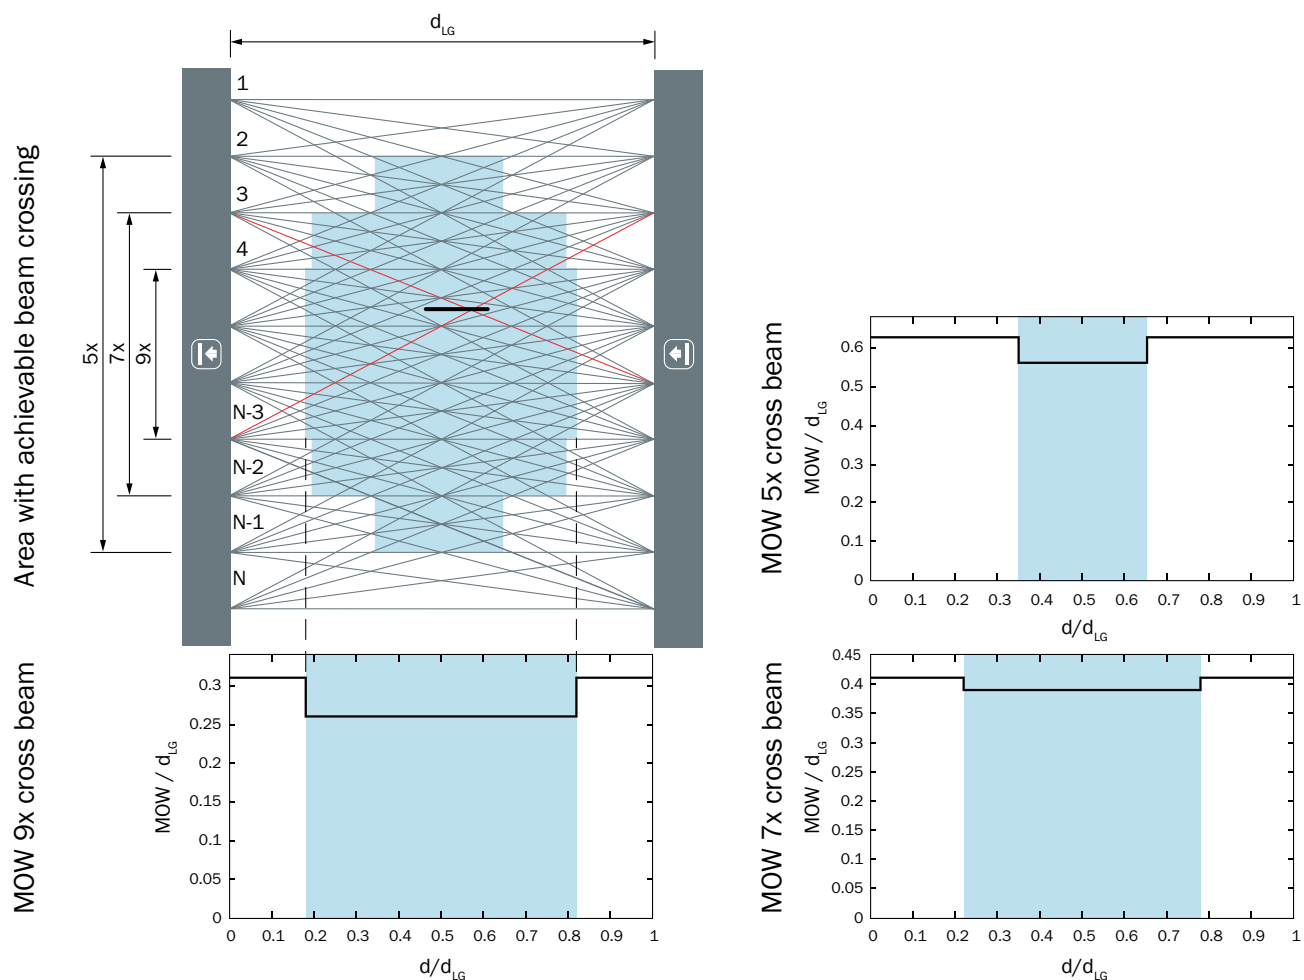 d_LG
Area with achievable beam crossing
5x
7x
9x
1
2
3
4
N-3
N-2
N-1
N
MOW 5x cross beam
MOW / d_LG
0.6
0.5
0.4
0.3
0.2
0.1
0
0 0.1 0.2 0.3 0.4 0.5 0.6 0.7 0.8 0.9 1
d/d_LG
MOW 9x cross beam
MOW / d_LG
0.3
0.25
0.2
0.15
0.1
0.05
0
0 0.1 0.2 0.3 0.4 0.5 0.6 0.7 0.8 0.9 1
d/d_LG
MOW 7x cross beam
MOW / d_LG
0.45
0.4
0.35
0.3
0.25
0.2
0.15
0.1
0.05
0
0 0.1 0.2 0.3 0.4 0.5 0.6 0.7 0.8 0.9 1
d/d_LG